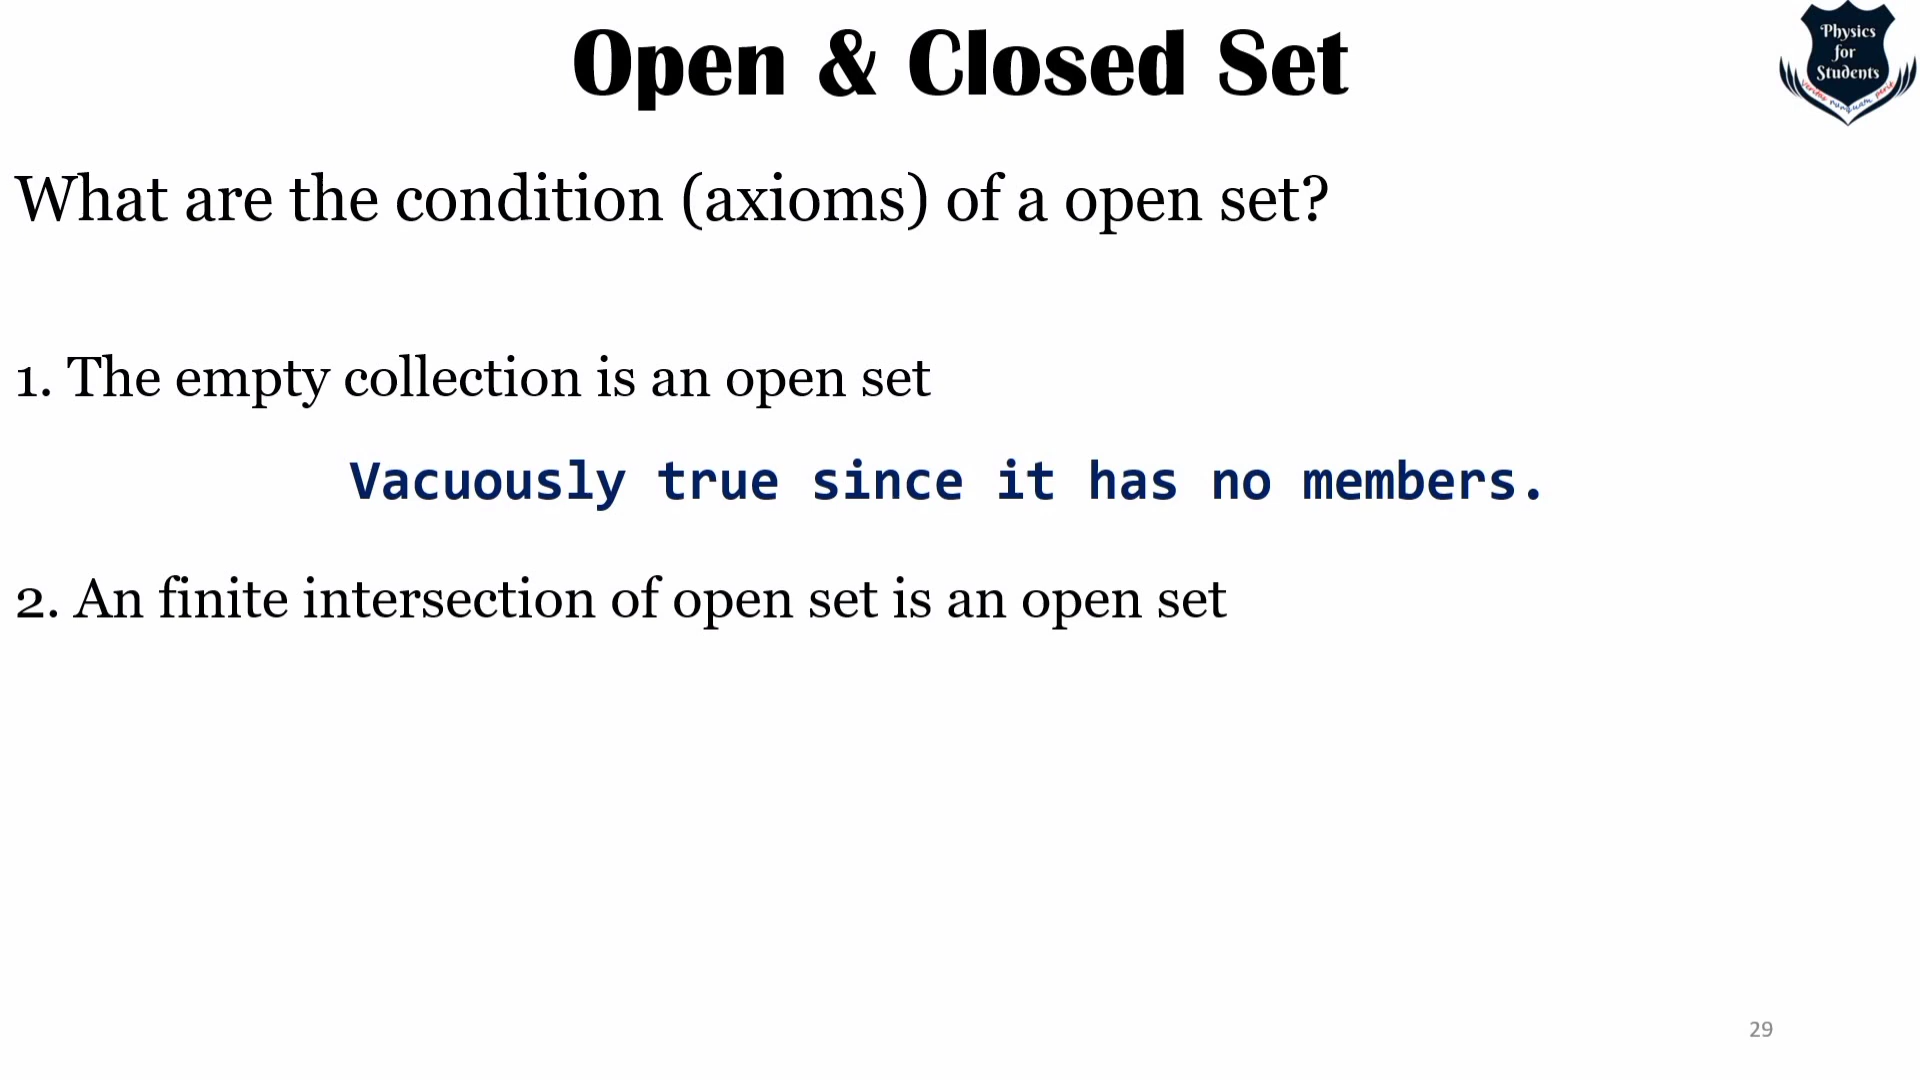 Open & Closed Set
Physics
for
Students
What are the condition (axioms) of a open set?
1. The empty collection is an open set
Vacuously true since it has no members.
2. An finite intersection of open set is an open set
29